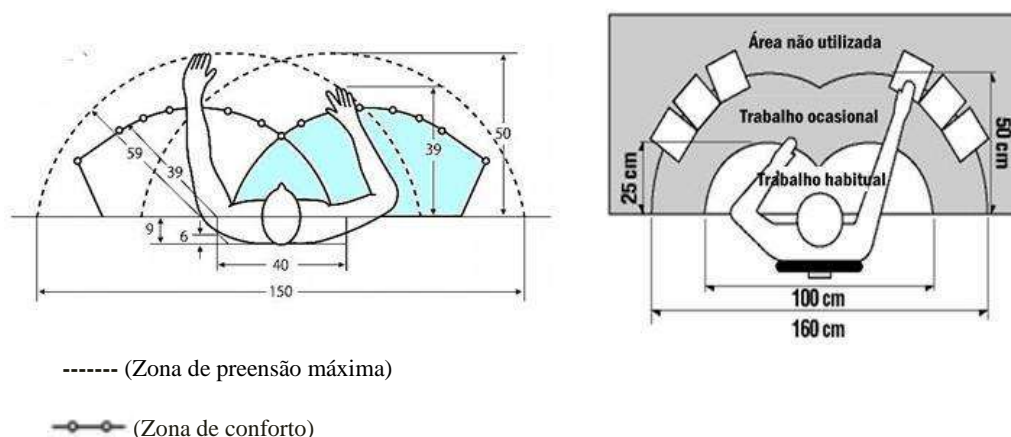 50
39
59
39
9
6
40
150
------- (Zona de preensão máxima)
(Zona de conforto)
Área não utilizada
Trabalho ocasional
Trabalho habitual
25 cm
50 cm
100 cm
160 cm